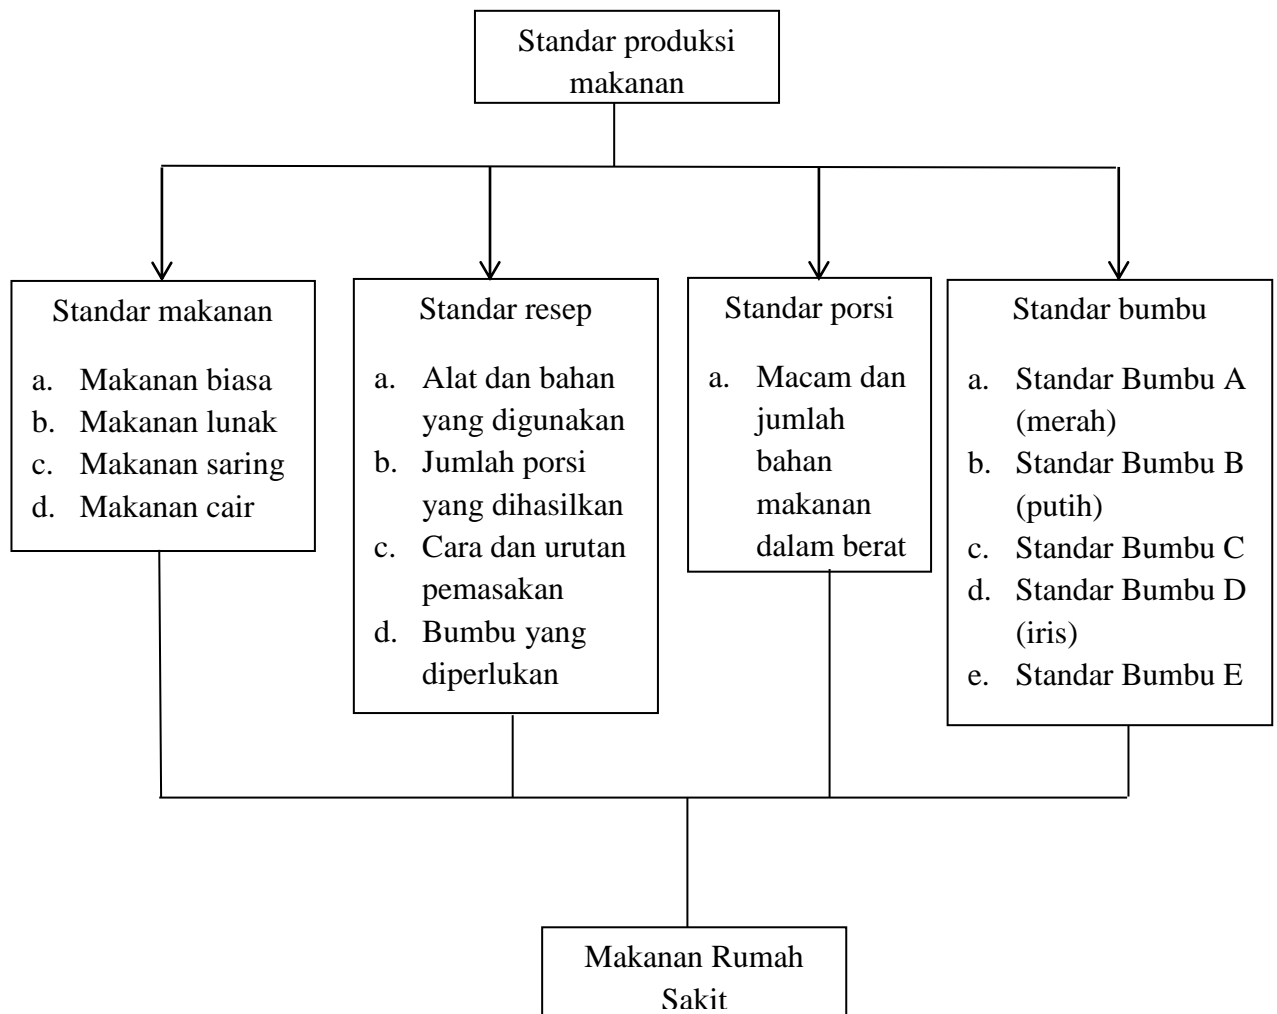 Standar produksi
makanan
Standar makanan
a. Makanan biasa
b. Makanan lunak
c. Makanan saring
d. Makanan cair
Standar resep
a. Alat dan bahan
yang digunakan
b. Jumlah porsi
yang dihasilkan
c. Cara dan urutan
pemasakan
d. Bumbu yang
diperlukan
Standar porsi
a. Macam dan
jumlah
bahan
makanan
dalam berat
Standar bumbu
a. Standar Bumbu A
(merah)
b. Standar Bumbu B
(putih)
c. Standar Bumbu C
d. Standar Bumbu D
(iris)
e. Standar Bumbu E
Makanan Rumah
Sakit